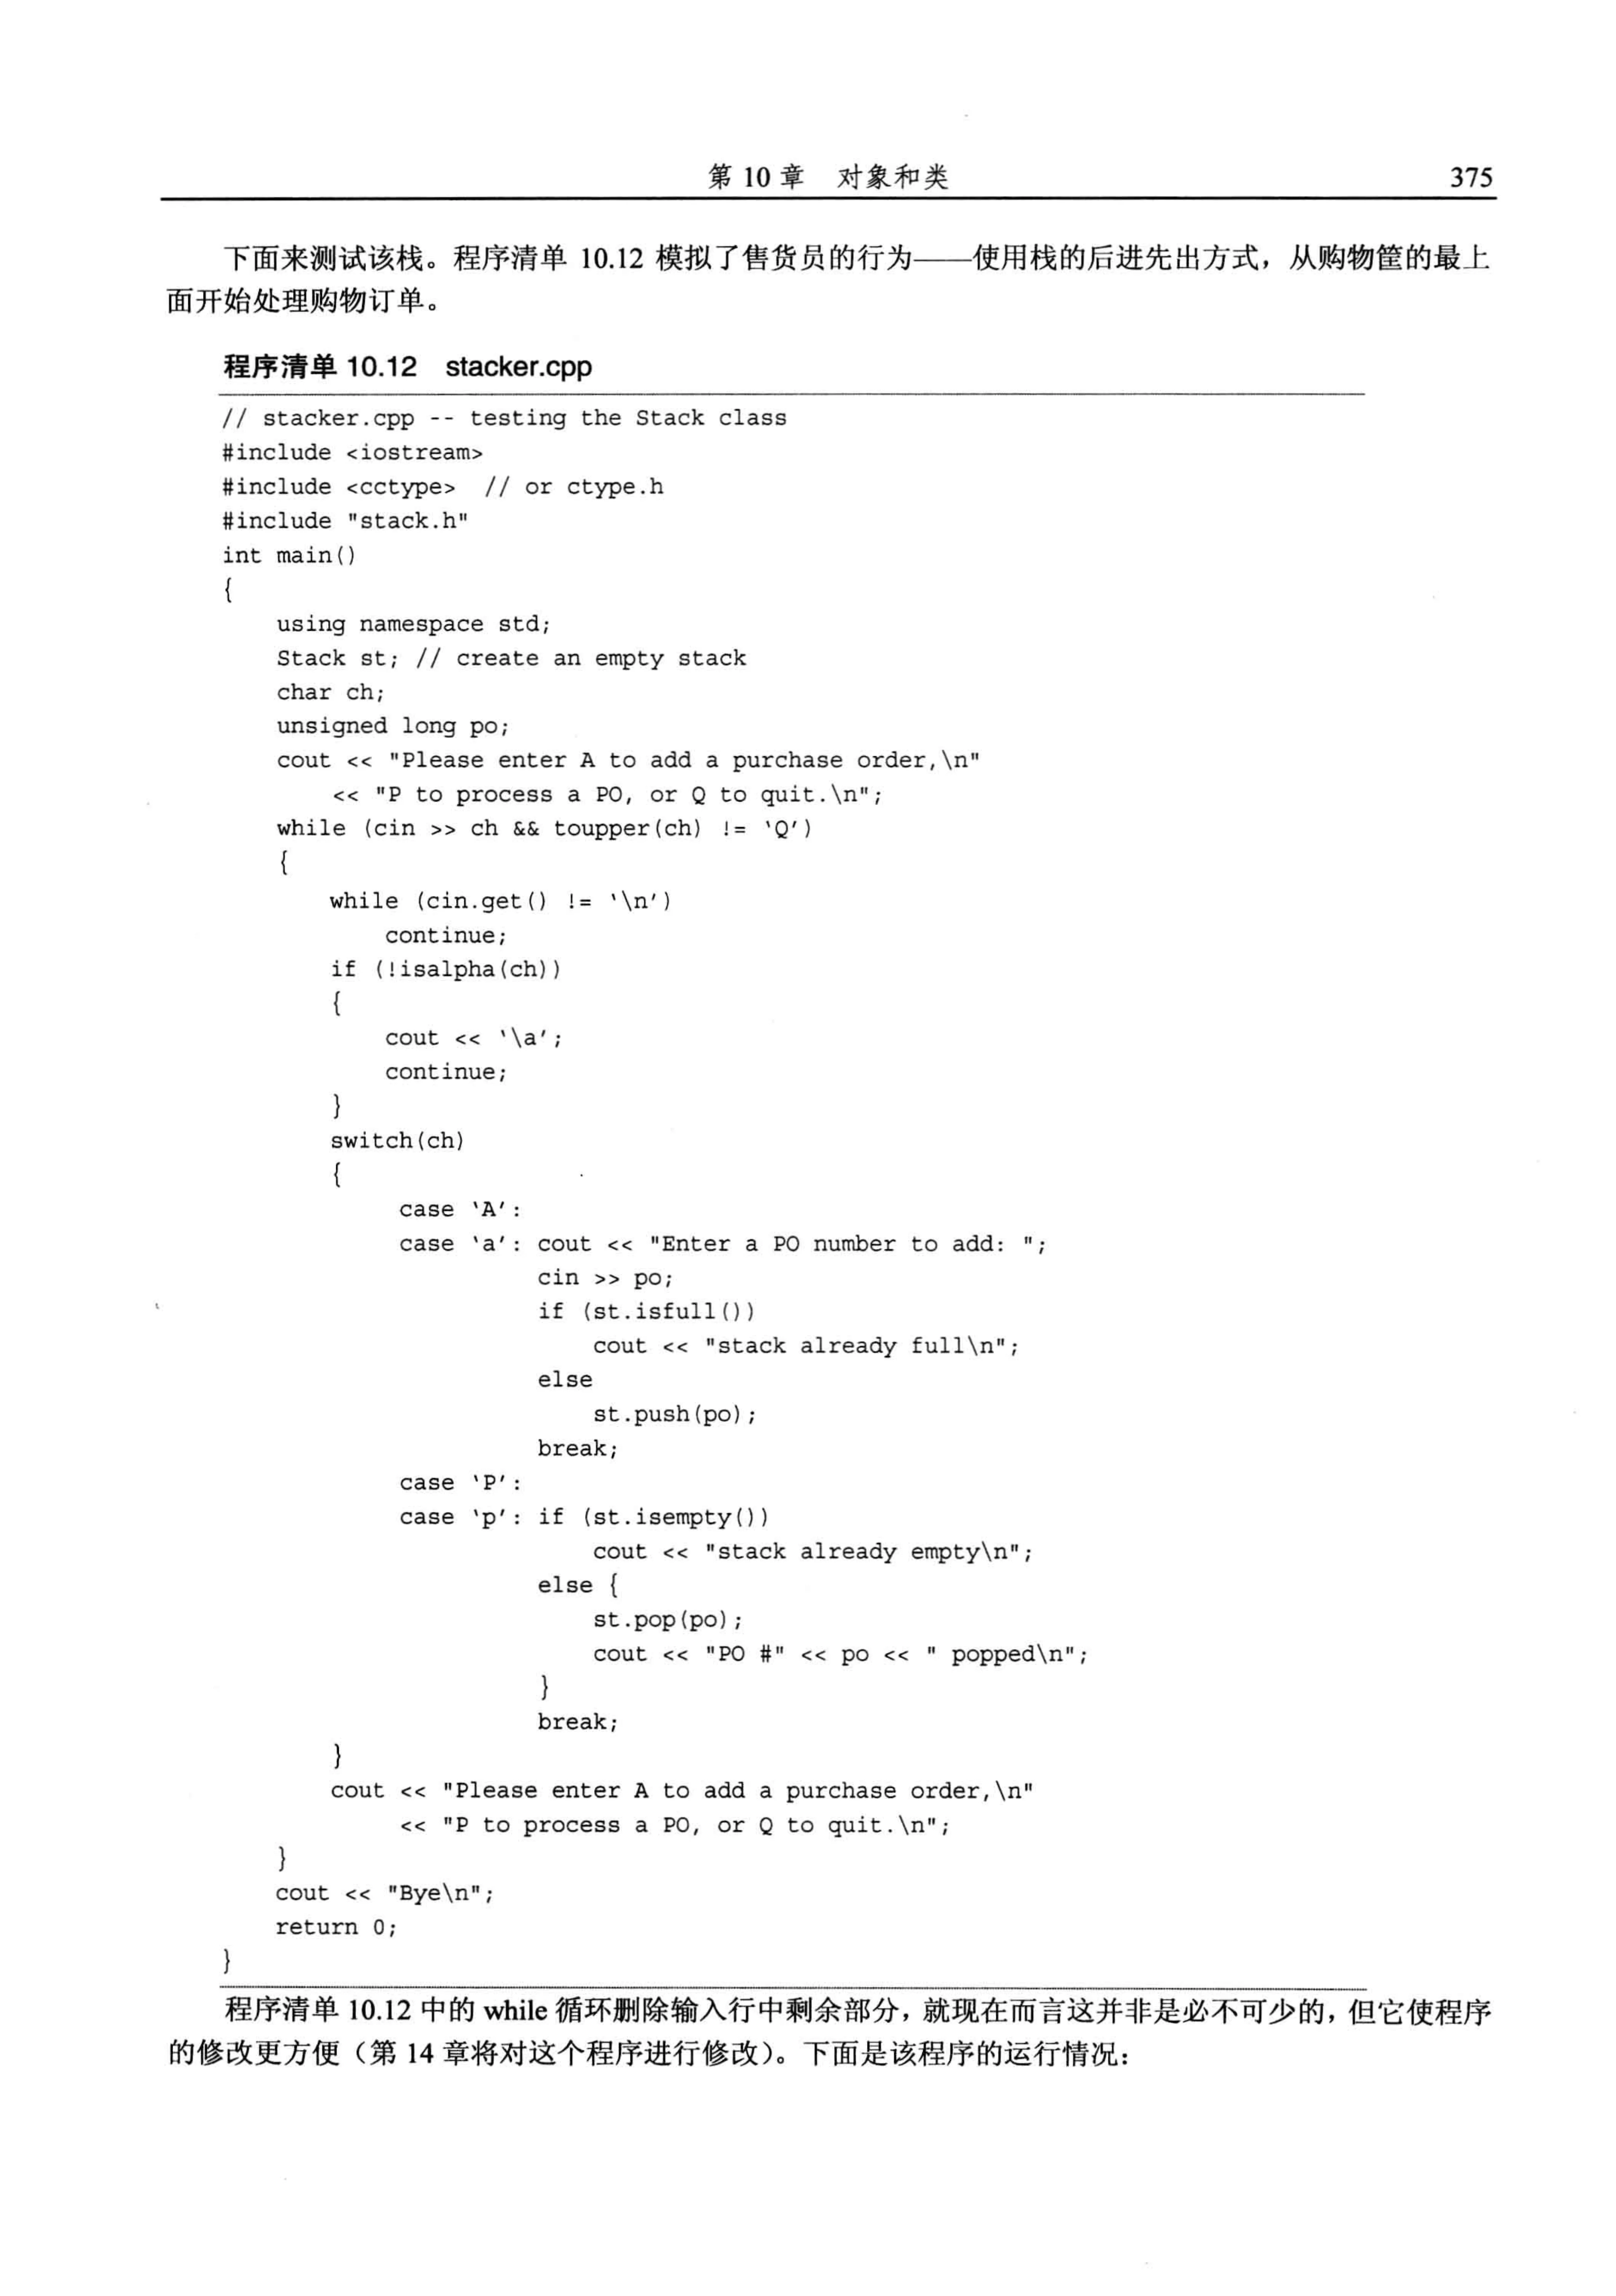 第 10 章 对象和类 375
下面来测试该栈。程序清单 10.12 模拟了售货员的行为——使用栈的后进先出方式，从购物筐的最上
面开始处理购物订单。
程序清单 10.12 stacker.cpp
// stacker.cpp -- testing the Stack class
#include <iostream>
#include <cctype> // or ctype.h
#include "stack.h"
int main()
{
    using namespace std;
    Stack st; // create an empty stack
    char ch;
    unsigned long po;
    cout << "Please enter A to add a purchase order,\n"
        << "P to process a PO, or Q to quit.\n";
    while (cin >> ch && toupper(ch) != 'Q')
    {
        while (cin.get() != '\n')
            continue;
        if (!isalpha(ch))
        {
            cout << '\a';
            continue;
        }
        switch(ch)
        {
             case 'A':
             case 'a': cout << "Enter a PO number to add: ";
                       cin >> po;
                       if (st.isfull())
                           cout << "stack already full\n";
                       else
                           st.push(po);
                       break;
             case 'P':
             case 'p': if (st.isempty())
                           cout << "stack already empty\n";
                       else {
                           st.pop(po);
                           cout << "PO #" << po << " popped\n";
                       }
                       break;
        }
        cout << "Please enter A to add a purchase order,\n"
             << "P to process a PO, or Q to quit.\n";
    }
    cout << "Bye\n";
    return 0;
}
程序清单 10.12 中的 while 循环删除输入行中剩余部分，就现在而言这并非是必不可少的，但它使程序
的修改更方便（第 14 章将对这个程序进行修改）。下面是该程序的运行情况：